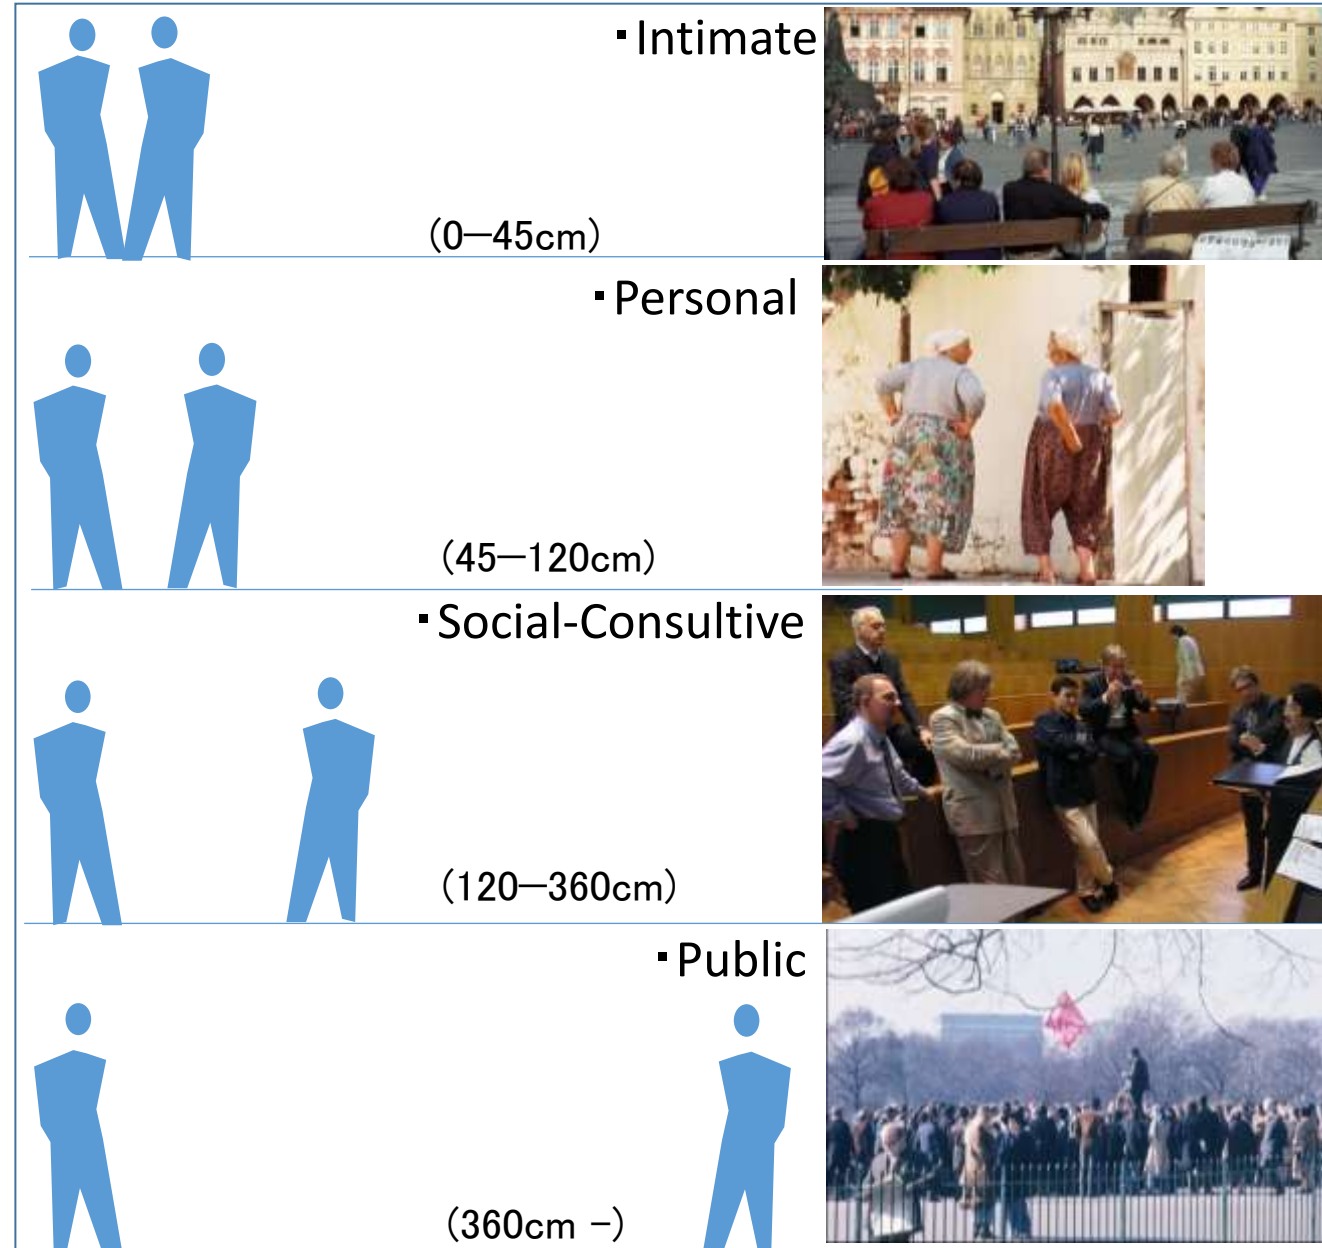 ▪Intimate
(0—45cm)
▪Personal
(45—120cm)
▪Social-Consultive
(120—360cm)
▪Public
(360cm −)